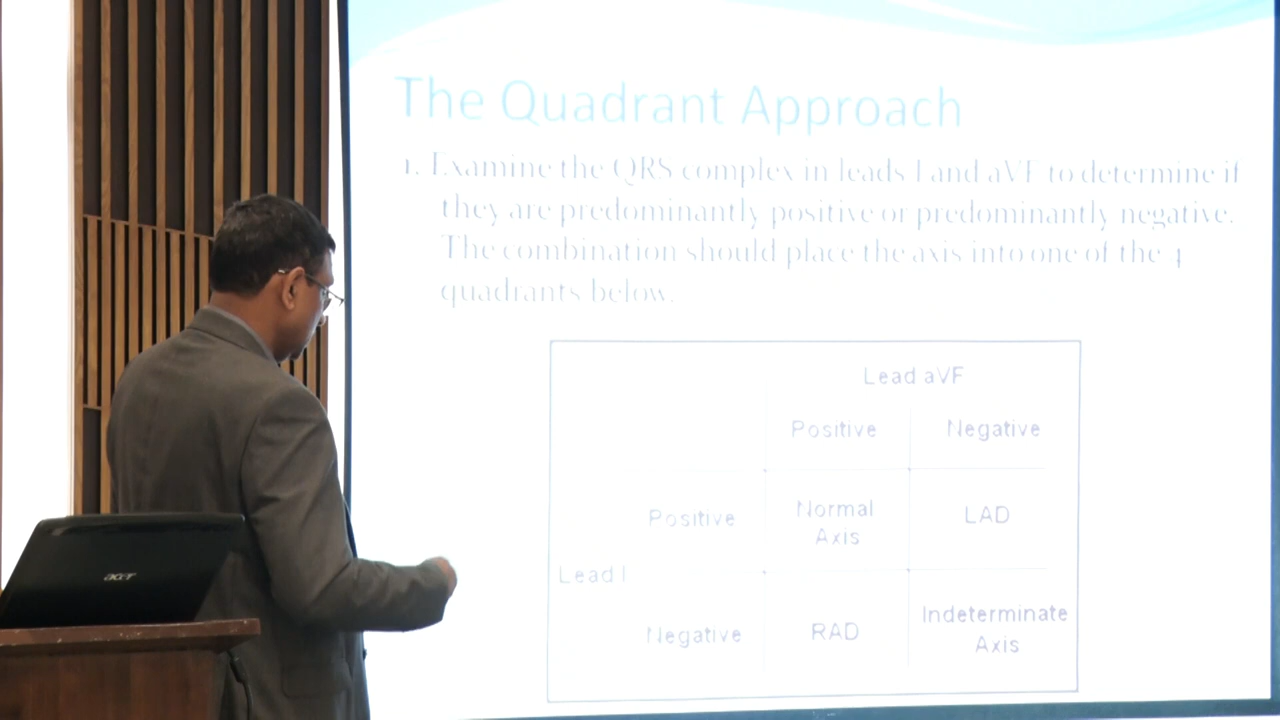 The Quadrant Approach
1. Examine the QRS complex in leads I and aVF to determine if
they are predominantly positive or predominantly negative.
The combination should place the axis into one of the 4
quadrants below.
Lead aVF
Positive Negative
Positive Normal Axis LAD
Lead I
Negative RAD Indeterminate Axis
acer